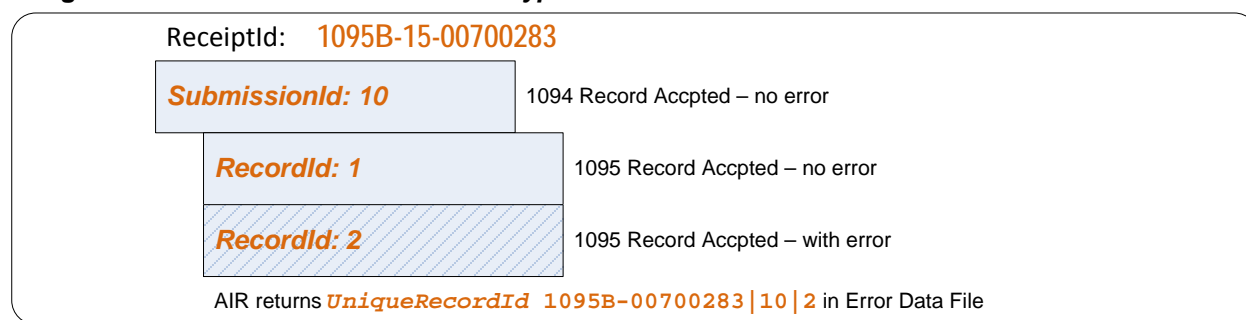 ReceiptId: 1095B-15-00700283
SubmissionId: 10
1094 Record Accpted – no error
RecordId: 1
1095 Record Accpted – no error
RecordId: 2
1095 Record Accpted – with error
AIR returns UniqueRecordId 1095B-00700283|10|2 in Error Data File